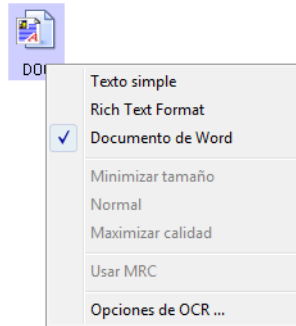 Texto simple
Rich Text Format
Documento de Word
Minimizar tamaño
Normal
Maximizar calidad
Usar MRC
Opciones de OCR ...